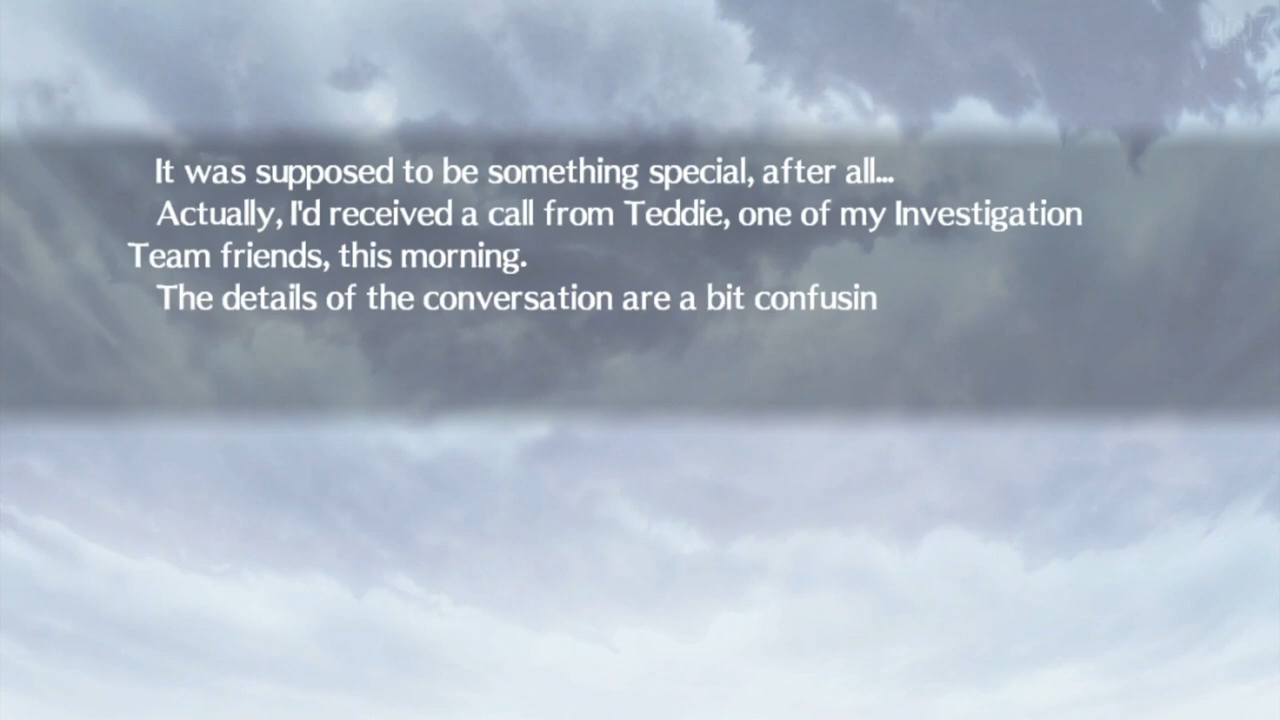 It was supposed to be something special, after all...
Actually, I'd received a call from Teddie, one of my Investigation
Team friends, this morning.
The details of the conversation are a bit confusin